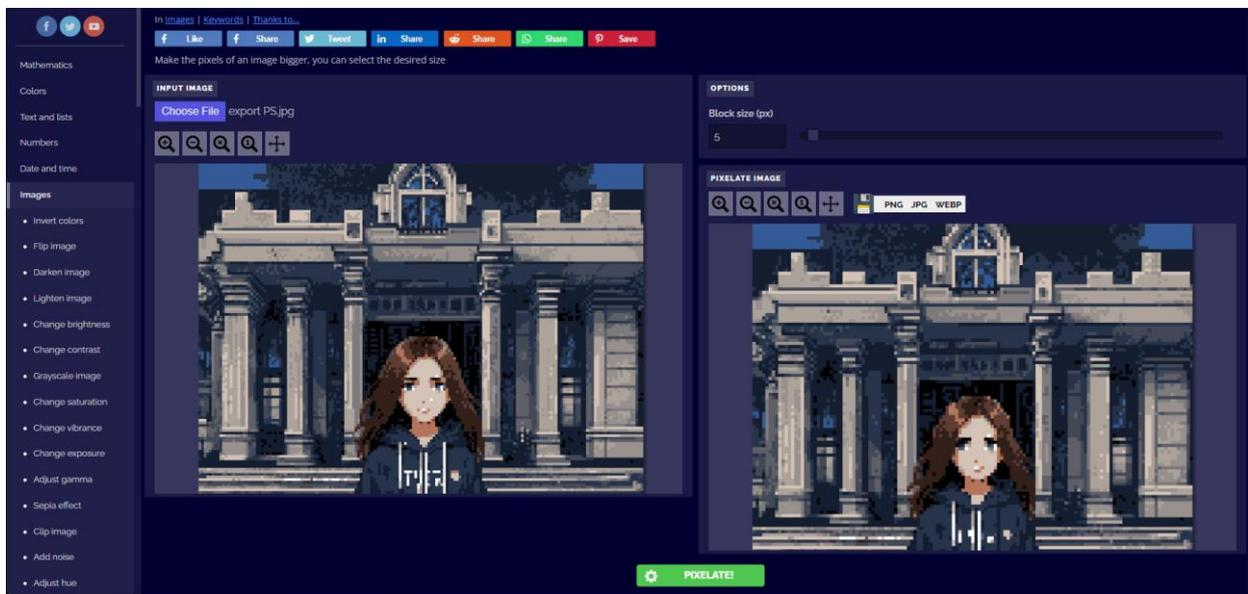 In Images | Keywords | Thanks to...
f Like f Share Tweet in Share Share Share Save
Make the pixels of an image bigger, you can select the desired size
Mathematics
Colors
Text and lists
Numbers
Date and time
Images
Invert colors
Flip image
Darken image
Lighten image
Change brightness
Change contrast
Grayscale image
Change saturation
Change vibrance
Change exposure
Adjust gamma
Sepia effect
Clip image
Add noise
Adjust hue
INPUT IMAGE
Choose File export PS.jpg
OPTIONS
Block size (px)
5
PIXELATE IMAGE
PNG JPG WEBP
PIXELATE!